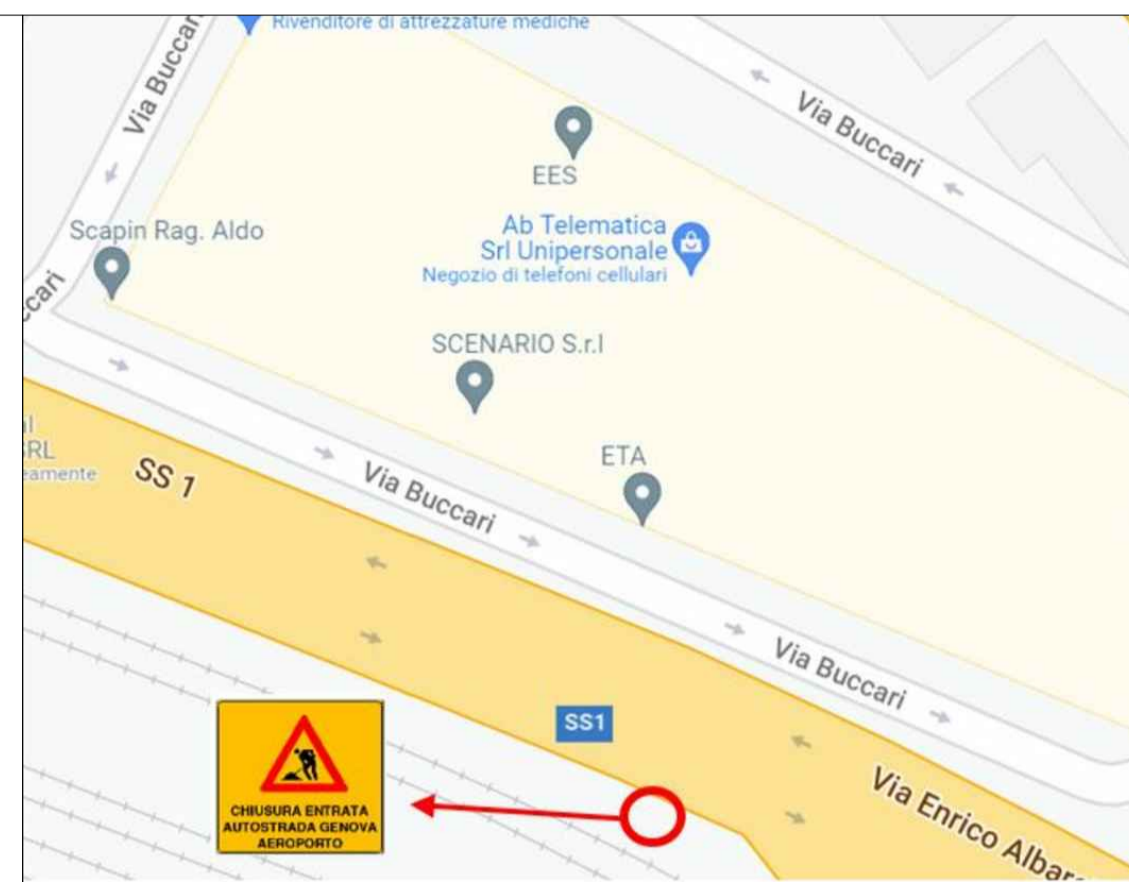 Rivenditore di attrezzature mediche
Via Buccari
Via Buccari
EES
Ab Telematica
Srl Unipersonale
Negozio di telefoni cellulari
Scapin Rag. Aldo
SCENARIO S.r.l
ETA
SRL
SS 1
Via Buccari
Via Buccari
SS1
Via Enrico
CHIUSURA ENTRATA
AUTOSTRADA GENOVA
AEROPORTO